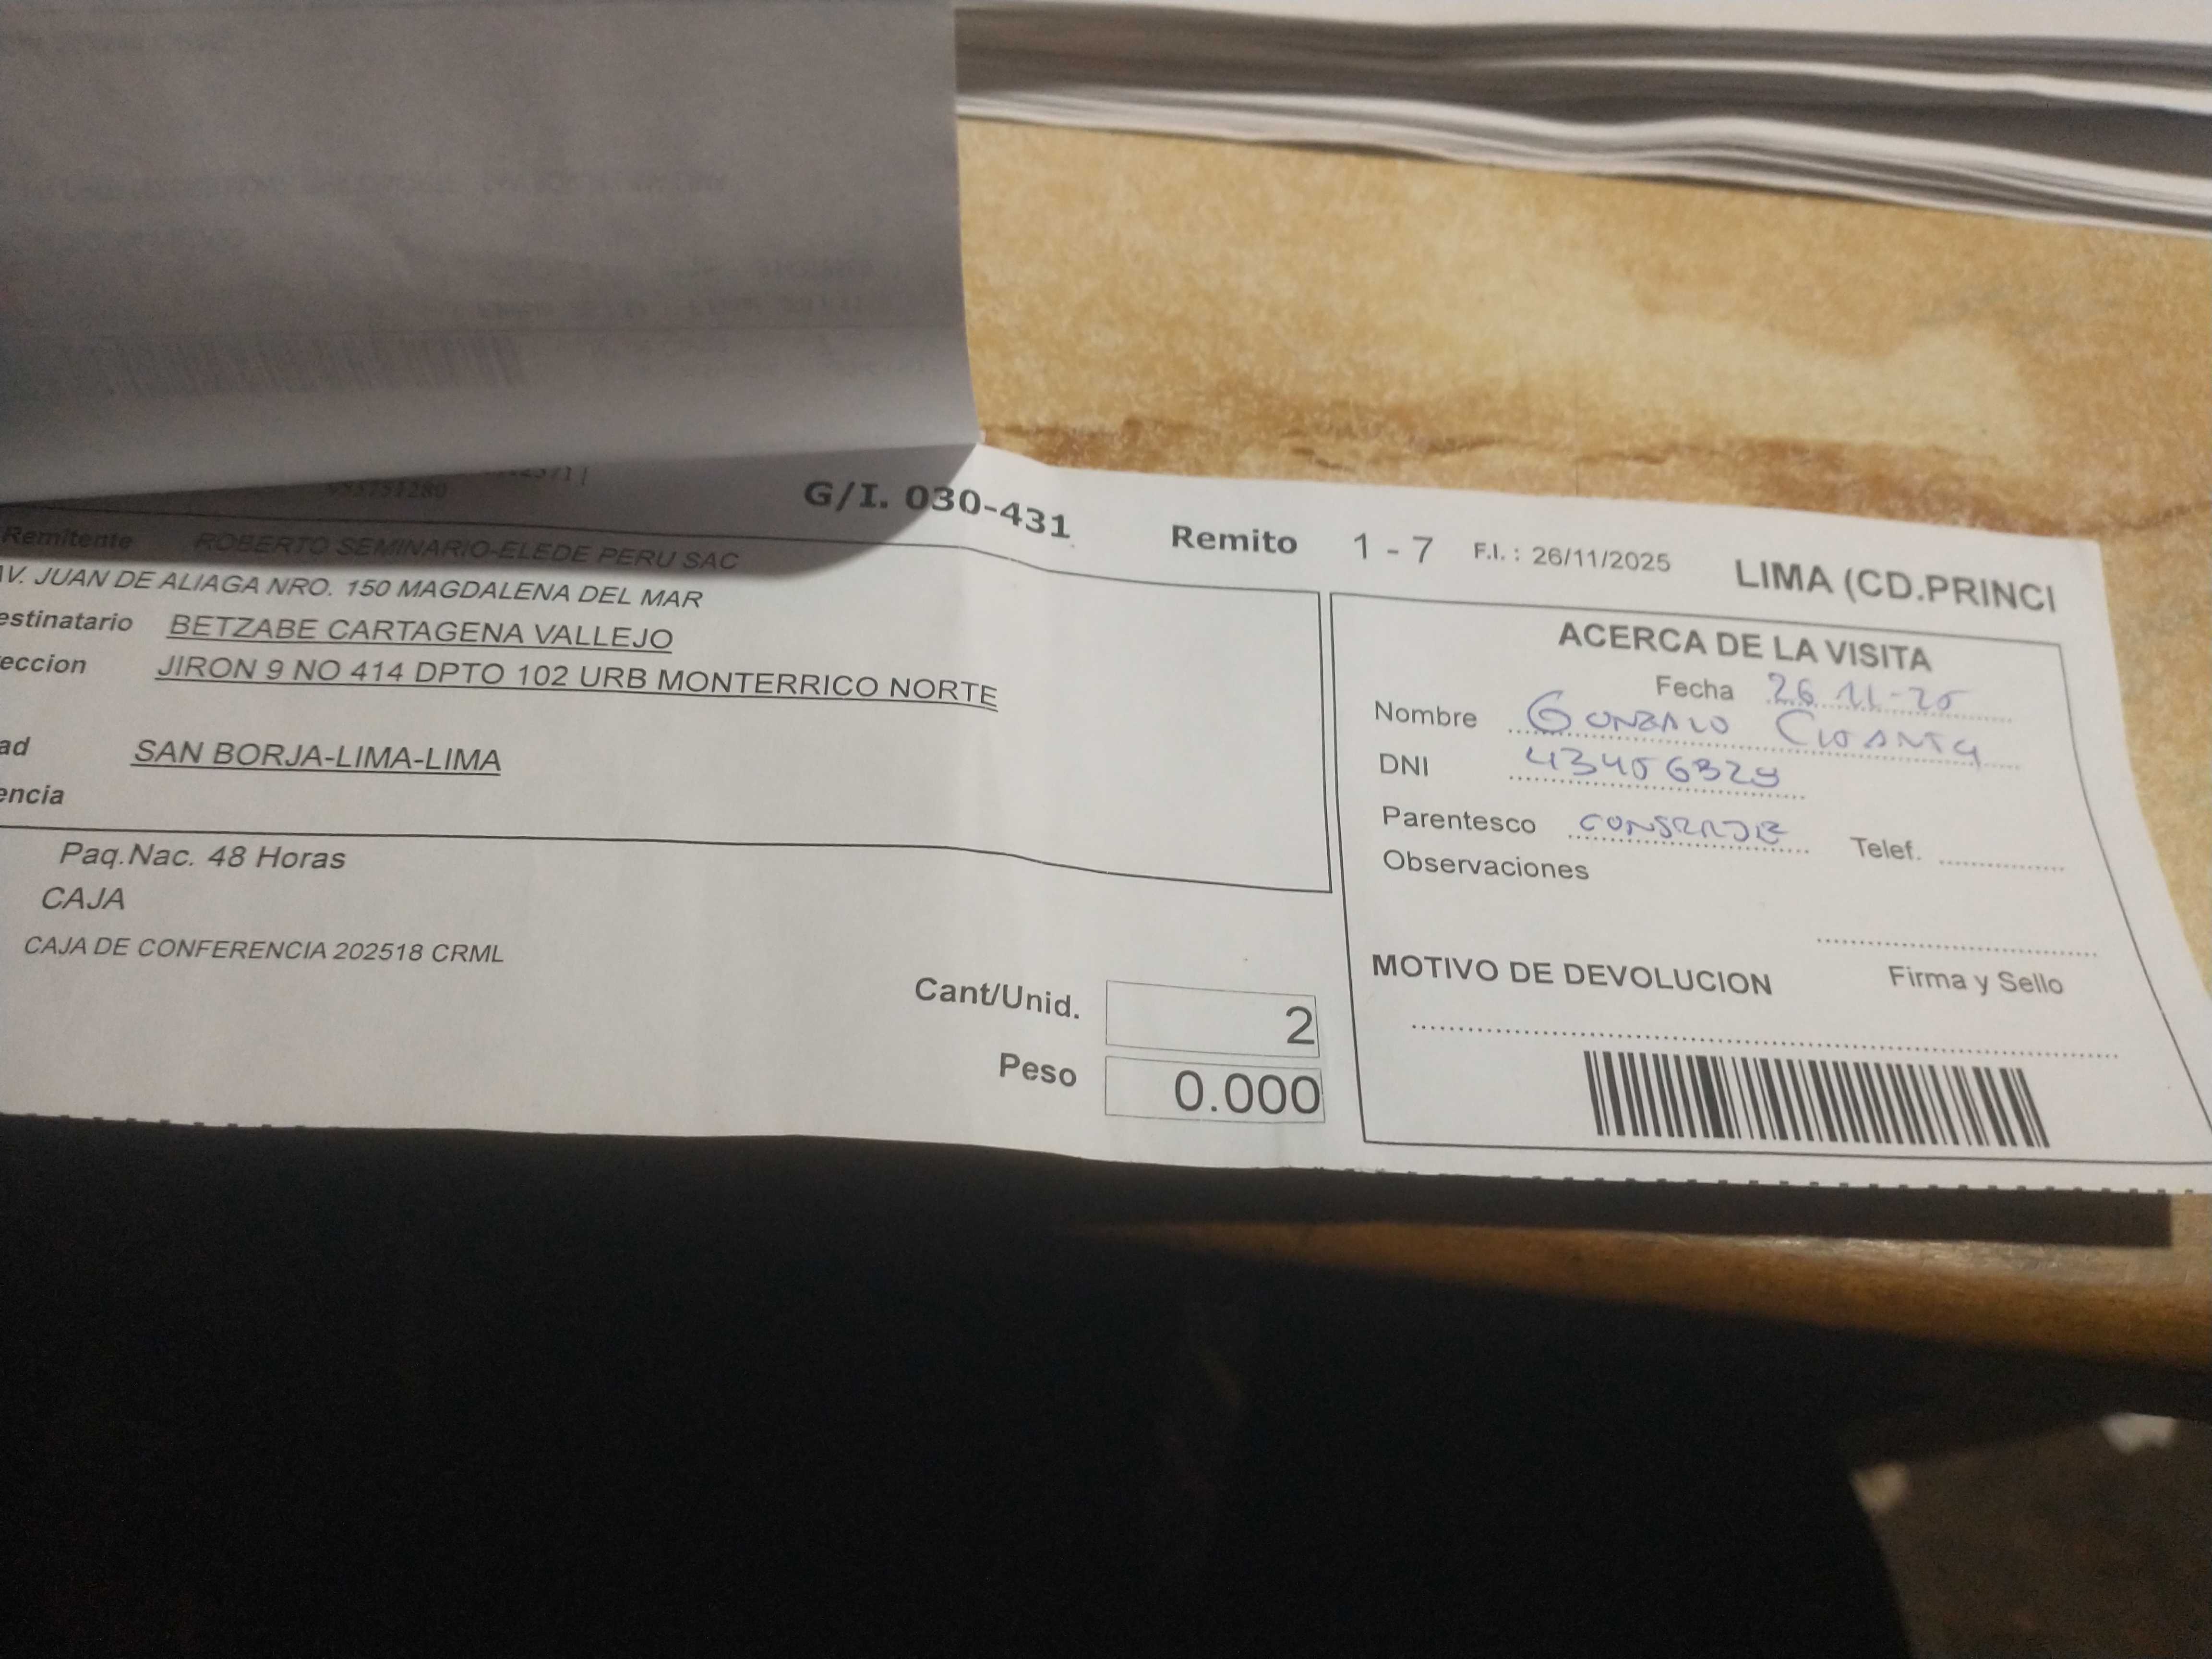 953751280
G/I. 030-431 Remito 1 - 7 F.I. : 26/11/2025 LIMA (CD.PRINCI
Remitente ROBERTO SEMINARIO-ELEDE PERU SAC
AV. JUAN DE ALIAGA NRO. 150 MAGDALENA DEL MAR
estinatario BETZABE CARTAGENA VALLEJO
eccion JIRON 9 NO 414 DPTO 102 URB MONTERRICO NORTE
ad SAN BORJA-LIMA-LIMA
encia
Paq.Nac. 48 Horas
CAJA
CAJA DE CONFERENCIA 202518 CRML
Cant/Unid. 2
Peso 0.000
ACERCA DE LA VISITA
Fecha 26 11-25
Nombre GONZALO
DNI 43456329
Parentesco CONSERJE Telef.
Observaciones
Firma y Sello
MOTIVO DE DEVOLUCION